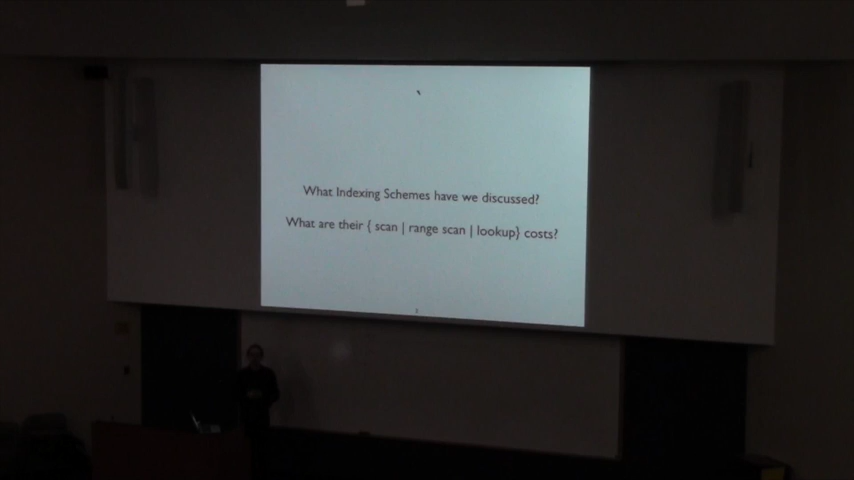 What Indexing Schemes have we discussed?
What are their { scan | range scan | lookup} costs?